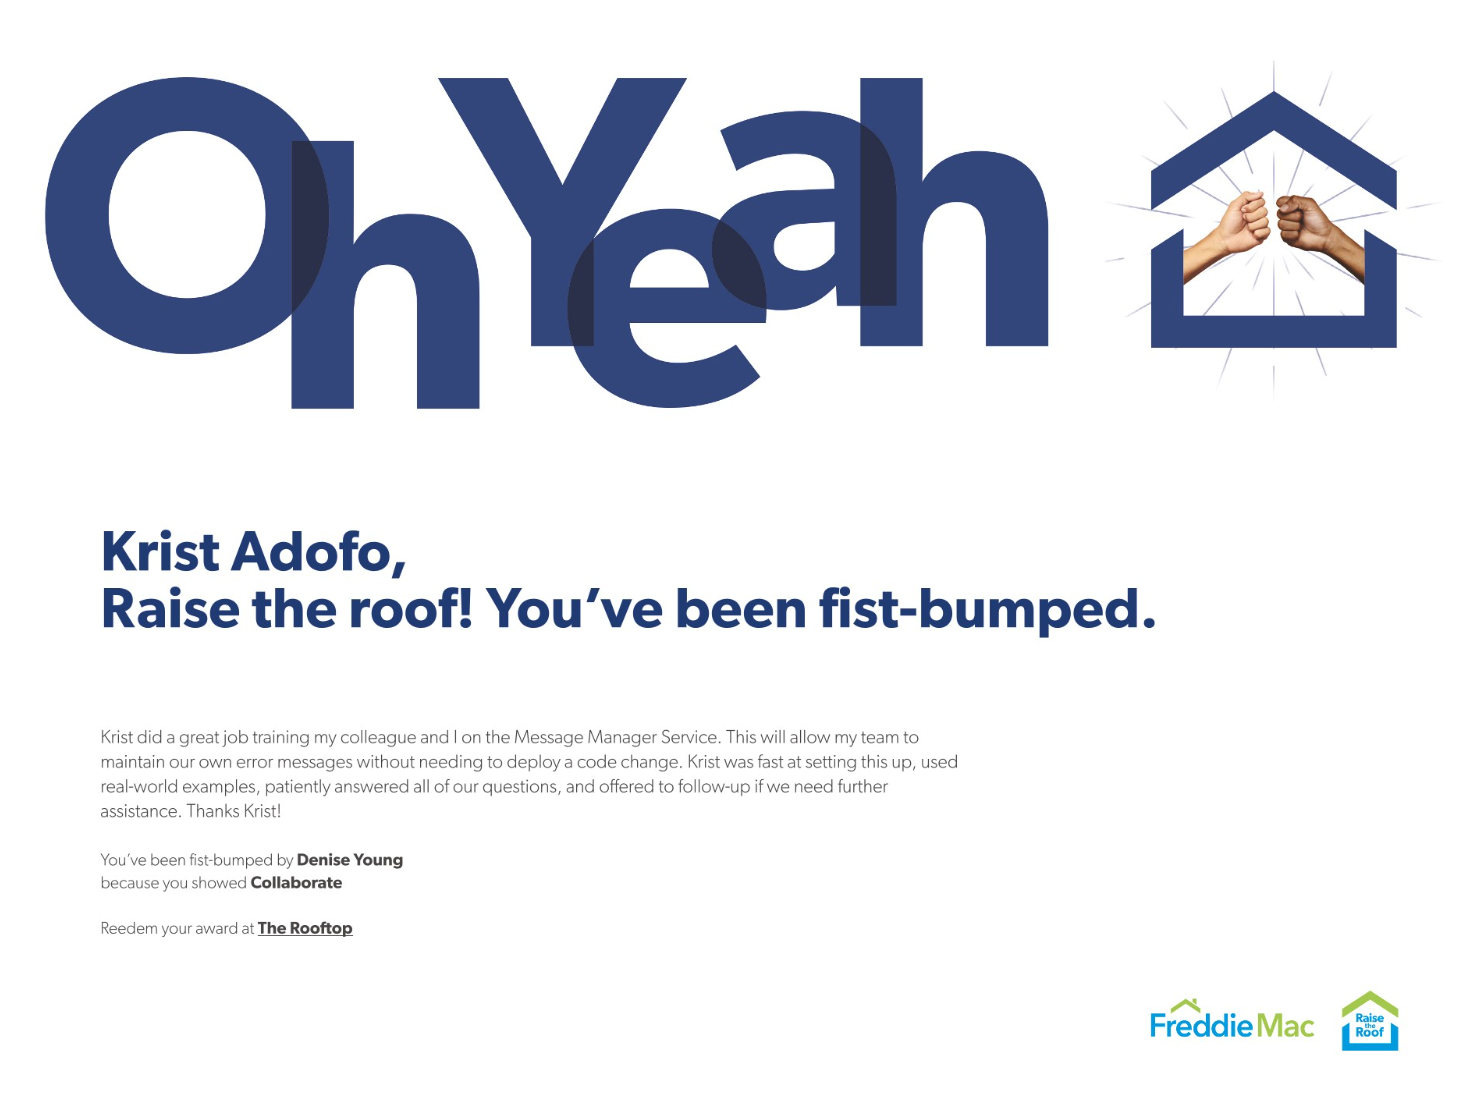 Oh Yeah
Krist Adofo,
Raise the roof! You’ve been fist-bumped.
Krist did a great job training my colleague and I on the Message Manager Service. This will allow my team to
maintain our own error messages without needing to deploy a code change. Krist was fast at setting this up, used
real-world examples, patiently answered all of our questions, and offered to follow-up if we need further
assistance. Thanks Krist!
You’ve been fist-bumped by Denise Young
because you showed Collaborate
Reedem your award at The Rooftop
Freddie Mac
Raise
the
Roof